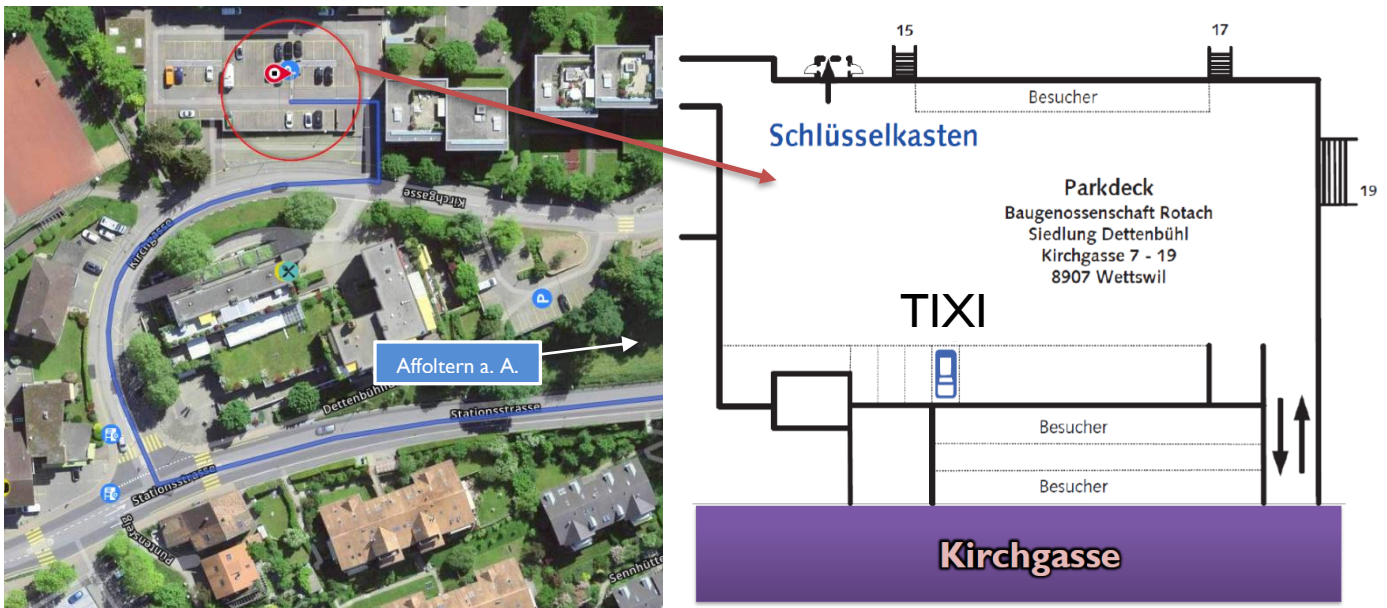 P
Kirchgasse
Kirchgasse
P
Affoltern a. A.
Stationsstrasse
Stationsstrasse
15
17
Besucher
Schlüsselkasten
19
Parkdeck
Baugenossenschaft Rotach
Siedlung Dettenbühl
Kirchgasse 7 - 19
8907 Wettswil
TIXI
Besucher
Besucher
Kirchgasse